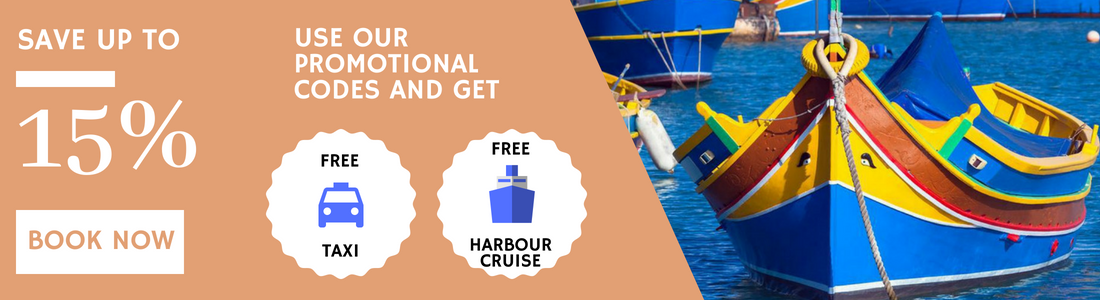 SAVE UP TO
15%
BOOK NOW
USE OUR
PROMOTIONAL
CODES AND GET
FREE
TAXI
FREE
HARBOUR
CRUISE